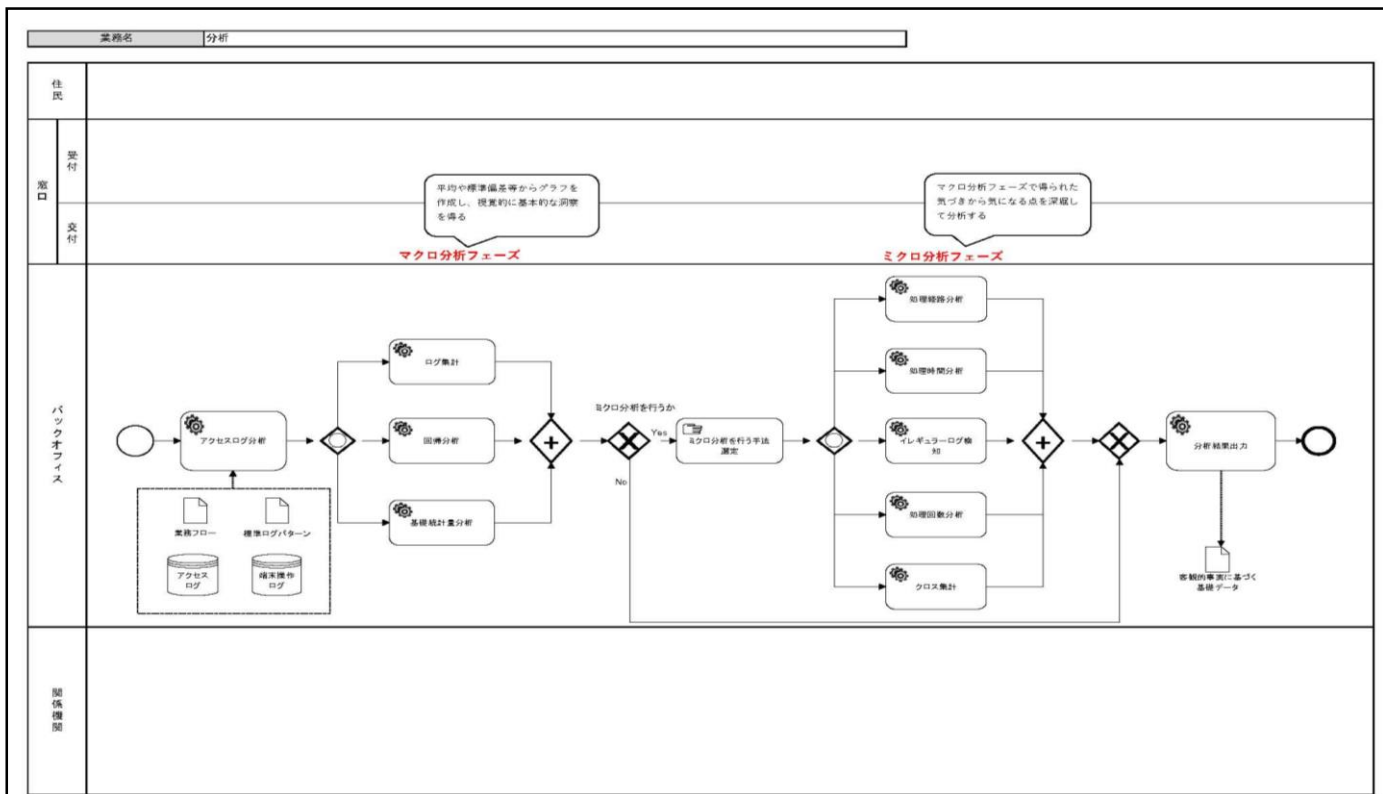 業務名
分析
住民
窓口
受付
交付
平均や標準偏差等からグラフを
作成し、視覚的に基本的な洞察
を得る
マクロ分析フェーズ
マクロ分析フェーズで得られた
気づきから気になる点を深掘し
て分析する
ミクロ分析フェーズ
バックオフィス
アクセスログ分析
業務フロー
標準ログパターン
アクセス
ログ
端末操作
ログ
ログ集計
回帰分析
基礎統計量分析
ミクロ分析を行うか
Yes
No
ミクロ分析を行う手法
選定
処理経路分析
処理時間分析
イレギュラーログ検
知
処理回数分析
クロス集計
分析結果出力
客観的事実に基づく
基礎データ
関係機関